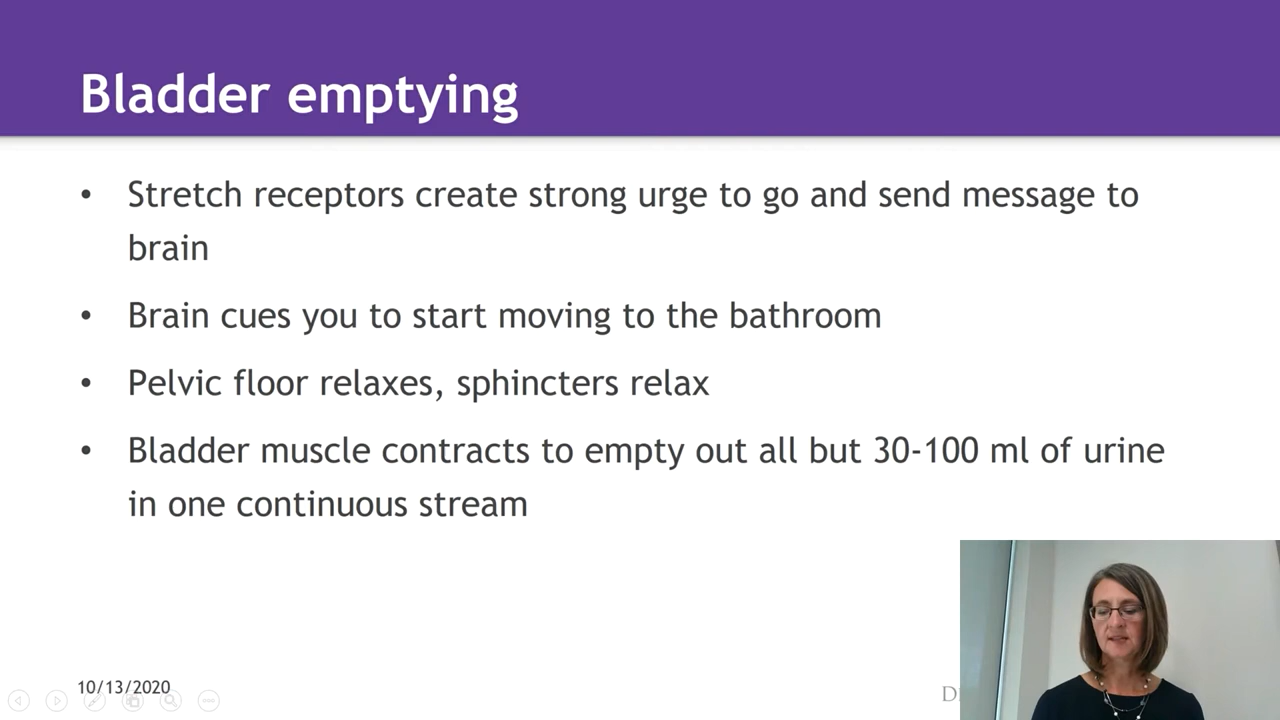 Bladder emptying
• Stretch receptors create strong urge to go and send message to
brain
• Brain cues you to start moving to the bathroom
• Pelvic floor relaxes, sphincters relax
• Bladder muscle contracts to empty out all but 30-100 ml of urine
in one continuous stream
10/13/2020